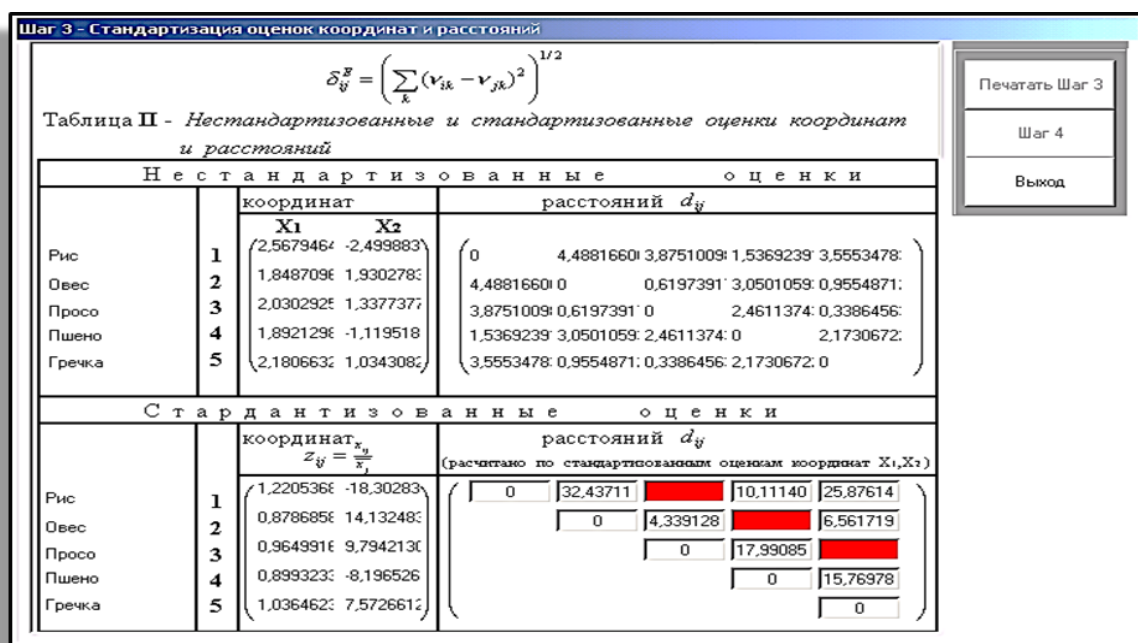 Шаг 3 - Стандартизация оценок координат и расстояний
δ_ij^E = (∑_k (ν_ik − ν_jk)^2)^1/2
Таблица II - Нестандартизованные и стандартизованные оценки координат
и расстояний
Нестандартизованные оценки
координат расстояний d_ij
X1 X2
Рис 1 2,5679464 -2,499883 0 4,4881660 3,8751009 1,5369239 3,5553478
Овес 2 1,8487098 1,9302783 4,4881660 0 0,6197391 3,0501059 0,9554871
Просо 3 2,0302925 1,3377377 3,8751009 0,6197391 0 2,4611374 0,3386456
Пшено 4 1,8921298 -1,119518 1,5369239 3,0501059 2,4611374 0 2,1730672
Гречка 5 2,1806632 1,0343082 3,5553478 0,9554871 0,3386456 2,1730672 0
Стардантизованные оценки
координат расстояний d_ij
z_ij = x_ij / x_j (расчитано по стандартизованным оценкам координат X1,X2)
Рис 1 1,2205368 -18,30283 0 32,43711 10,11140 25,87614
Овес 2 0,8786858 14,132483 0 4,339128 6,561719
Просо 3 0,9649916 9,7942130 0 17,99085
Пшено 4 0,8993233 -8,196526 0 15,76978
Гречка 5 1,0364623 7,5726612 0
Печатать Шаг 3
Шаг 4
Выход